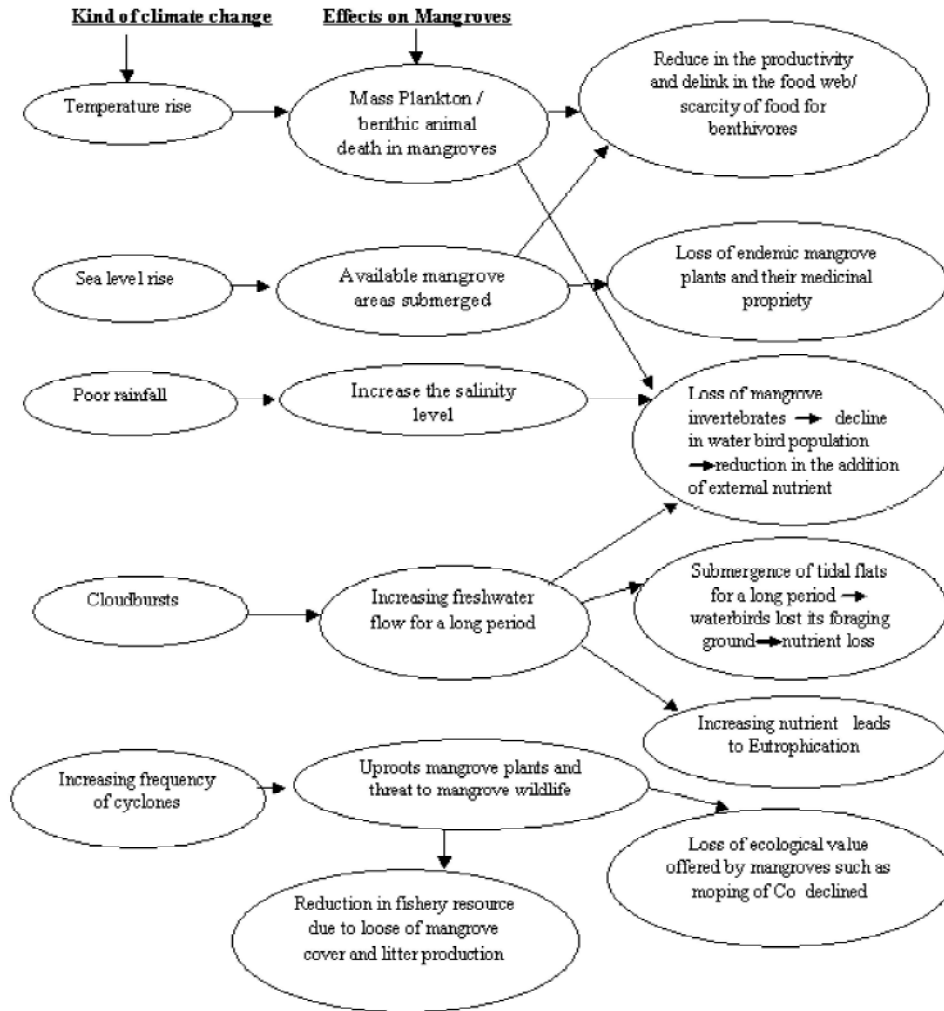 Kind of climate change
Effects on Mangroves
Temperature rise
Mass Plankton /
benthic animal
death in mangroves
Reduce in the productivity
and delink in the food web/
scarcity of food for
benthivores
Sea level rise
Available mangrove
areas submerged
Loss of endemic mangrove
plants and their medicinal
propriety
Poor rainfall
Increase the salinity
level
Loss of mangrove
invertebrates → decline
in water bird population
→reduction in the addition
of external nutrient
Cloudbursts
Increasing freshwater
flow for a long period
Submergence of tidal flats
for a long period →
waterbirds lost its foraging
ground→nutrient loss
Increasing nutrient leads
to Eutrophication
Increasing frequency
of cyclones
Uproots mangrove plants and
threat to mangrove wildlife
Loss of ecological value
offered by mangroves such as
moping of Co declined
Reduction in fishery resource
due to loose of mangrove
cover and litter production